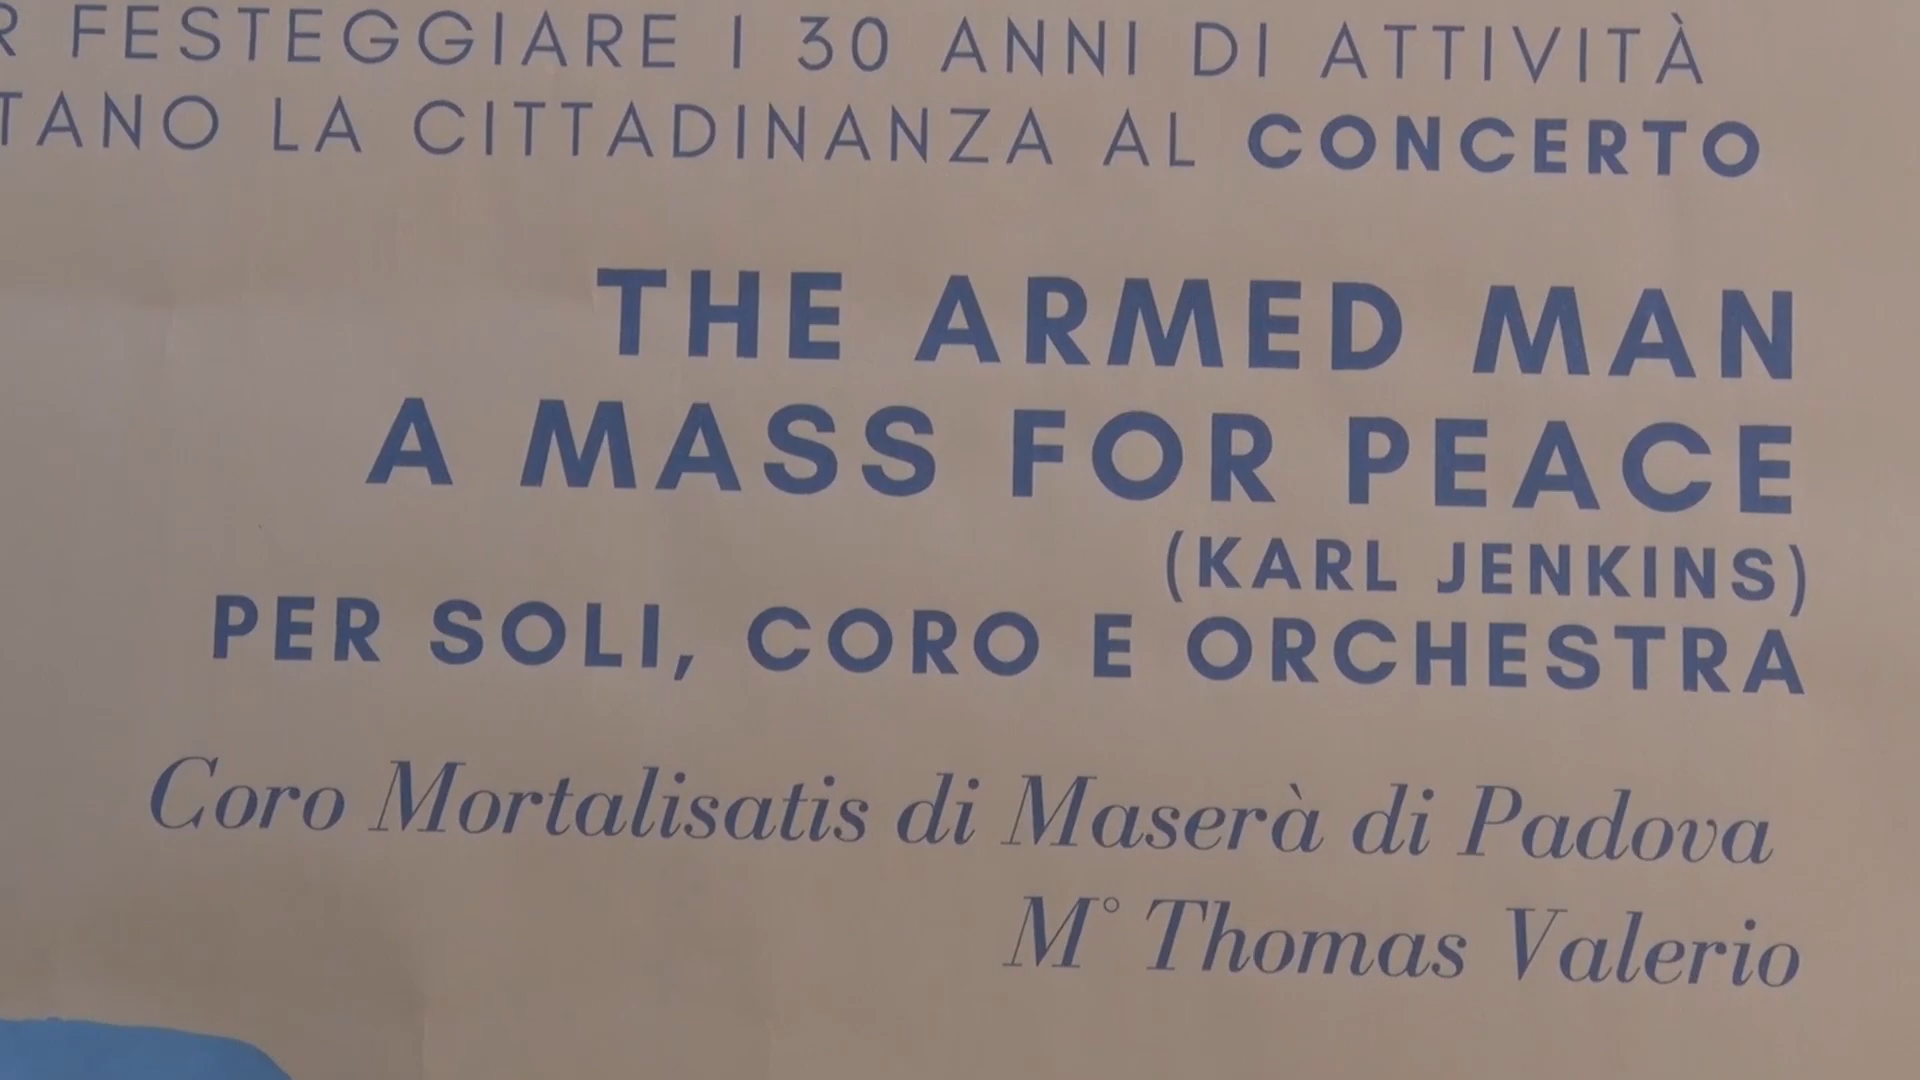 FESTEGGIARE I 30 ANNI DI ATTIVITÀ
LA CITTADINANZA AL CONCERTO
THE ARMED MAN
A MASS FOR PEACE
(KARL JENKINS)
PER SOLI, CORO E ORCHESTRA
Coro Mortalisatis di Maserà di Padova
M° Thomas Valerio